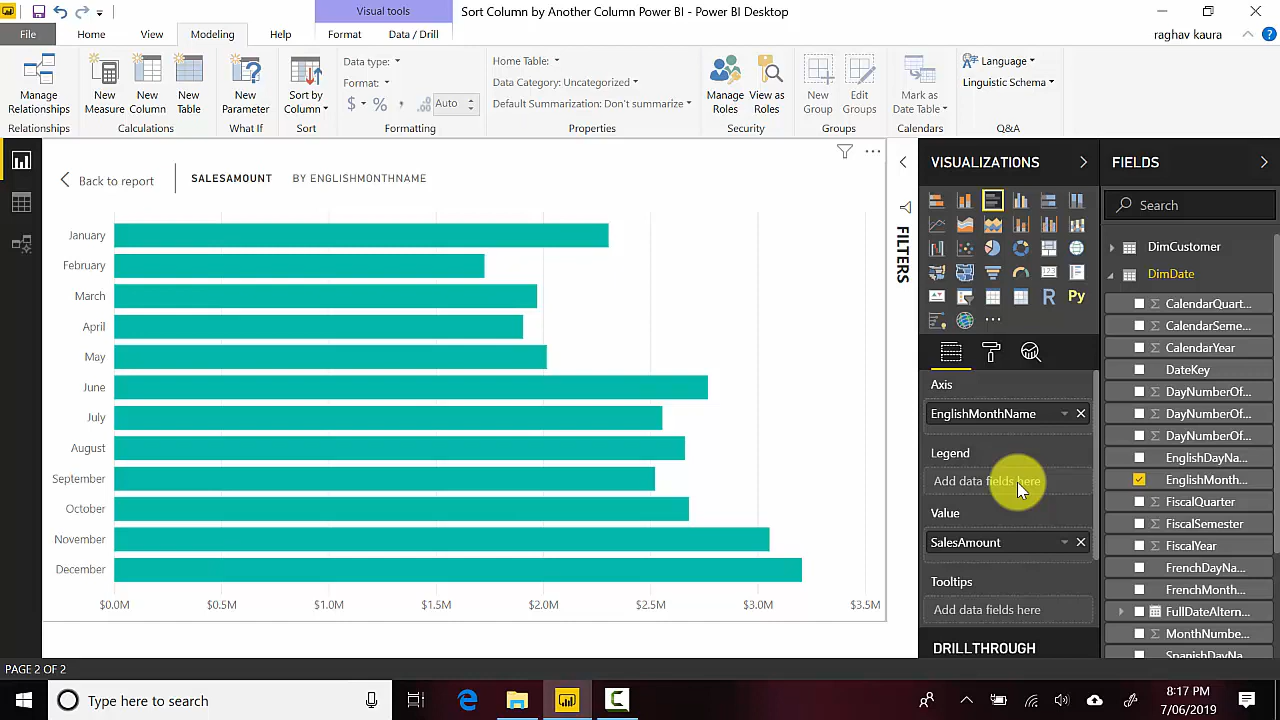 Visual tools
Sort Column by Another Column Power BI - Power BI Desktop
File
Home
View
Modeling
Help
Format
Data / Drill
raghav kaura
Manage Relationships
New Measure
New Column
New Table
New Parameter
Sort by Column
Data type:
Format:
$ % , .00 Auto
Home Table:
Data Category: Uncategorized
Default Summarization: Don't summarize
Manage Roles
View as Roles
New Group
Edit Groups
Mark as Date Table
Language
Linguistic Schema
Relationships
Calculations
What If
Sort
Formatting
Properties
Security
Groups
Calendars
Q&A
Back to report
SALESAMOUNT
BY ENGLISHMONTHNAME
January
February
March
April
May
June
July
August
September
October
November
December
$0.0M $0.5M $1.0M $1.5M $2.0M $2.5M $3.0M $3.5M
FILTERS
VISUALIZATIONS
R
Py
Axis
EnglishMonthName
Legend
Add data fields here
Value
SalesAmount
Tooltips
Add data fields here
DRILLTHROUGH
FIELDS
Search
DimCustomer
DimDate
CalendarQuart...
CalendarSeme...
CalendarYear
DateKey
DayNumberOf...
DayNumberOf...
DayNumberOf...
EnglishDayNa...
EnglishMonth...
FiscalQuarter
FiscalSemester
FiscalYear
FrenchDayNa...
FrenchMonth...
FullDateAltern...
MonthNumbe...
SpanishDayNa...
PAGE 2 OF 2
Type here to search
8:17 PM
7/06/2019